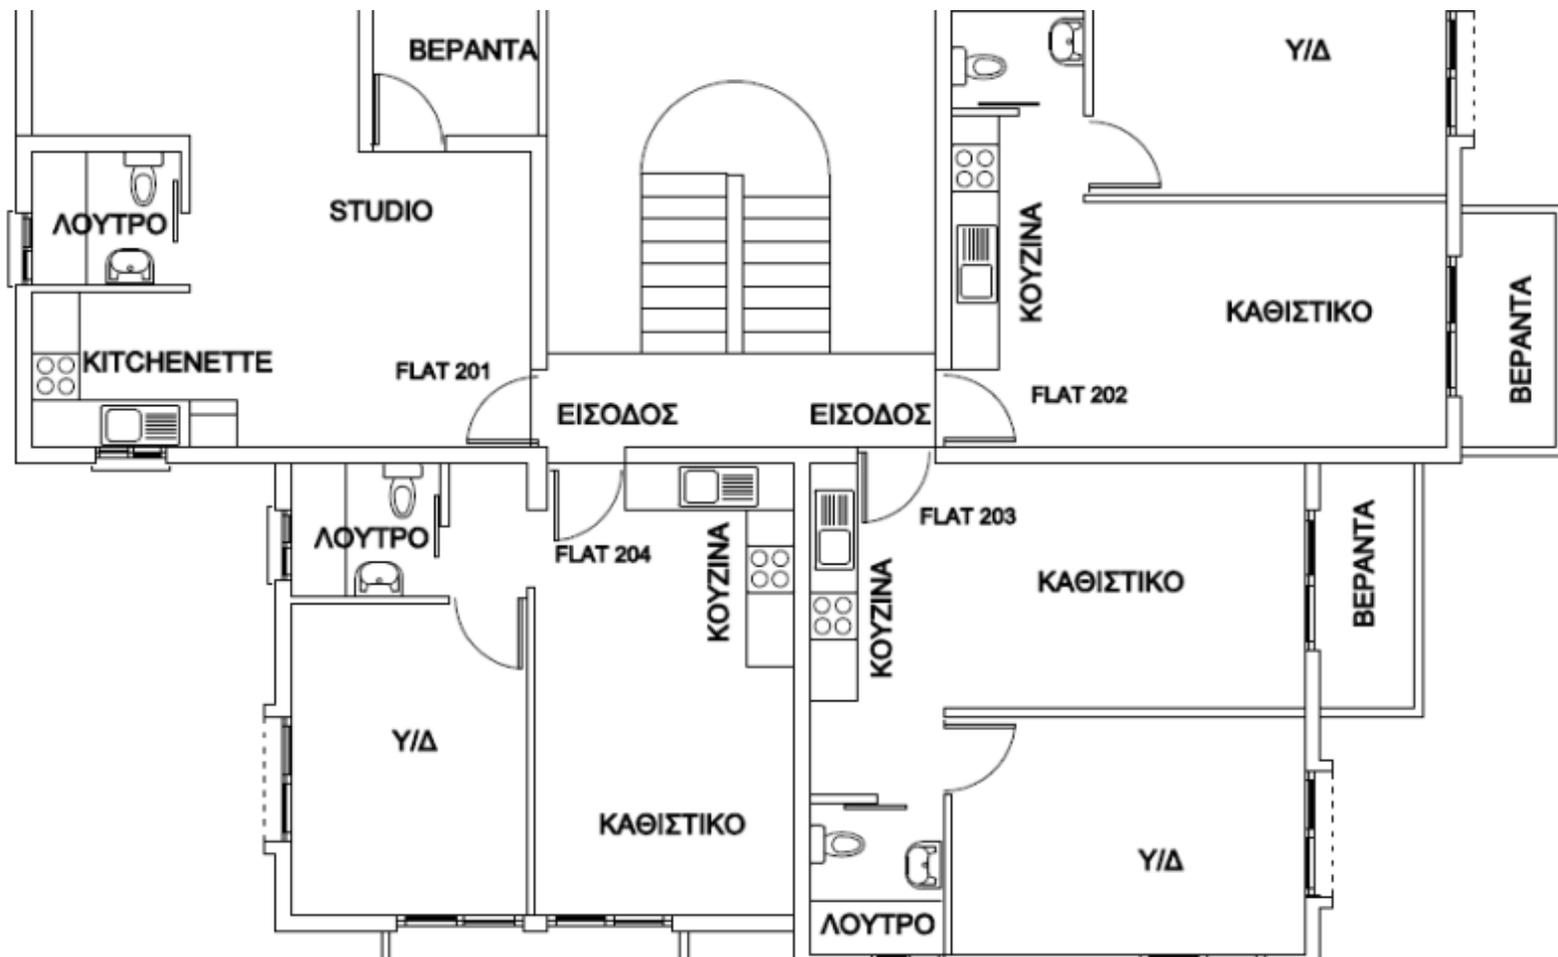 ΒΕΡΑΝΤΑ
Υ/Δ
ΛΟΥΤΡΟ
STUDIO
ΚΟΥΖΙΝΑ
ΚΑΘΙΣΤΙΚΟ
ΒΕΡΑΝΤΑ
KITCHENETTE
FLAT 201
FLAT 202
ΕΙΣΟΔΟΣ
ΕΙΣΟΔΟΣ
ΛΟΥΤΡΟ
FLAT 204
ΚΟΥΖΙΝΑ
FLAT 203
ΚΟΥΖΙΝΑ
ΚΑΘΙΣΤΙΚΟ
ΒΕΡΑΝΤΑ
Υ/Δ
ΚΑΘΙΣΤΙΚΟ
Υ/Δ
ΛΟΥΤΡΟ